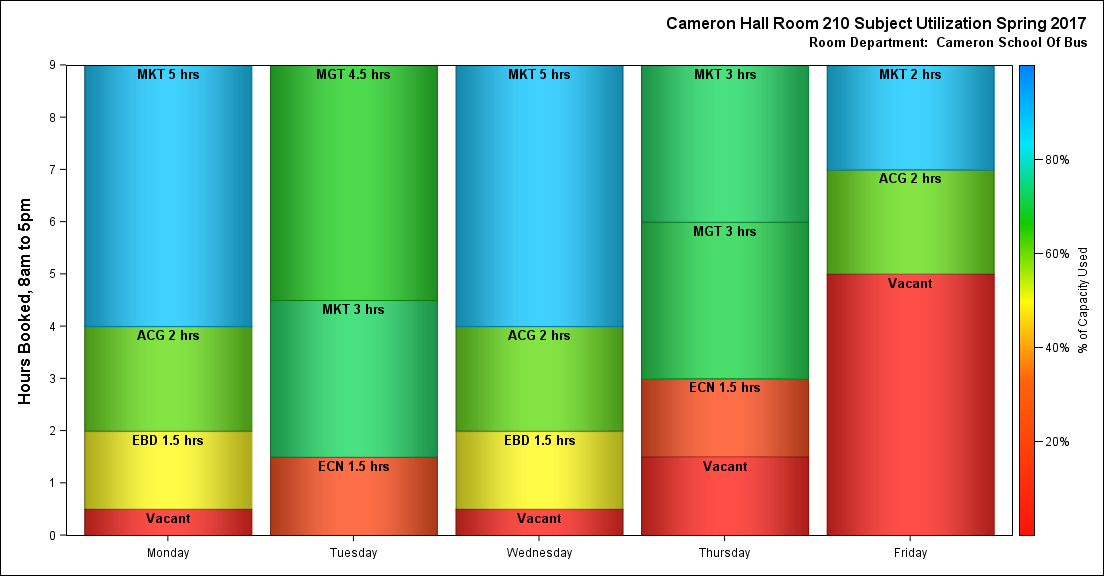 Cameron Hall Room 210 Subject Utilization Spring 2017
Room Department:  Cameron School Of Bus
Hours Booked, 8am to 5pm
9
8
7
6
5
4
3
2
1
0
MKT 5 hrs
ACG 2 hrs
EBD 1.5 hrs
Vacant
MGT 4.5 hrs
MKT 3 hrs
ECN 1.5 hrs
MKT 5 hrs
ACG 2 hrs
EBD 1.5 hrs
Vacant
MKT 3 hrs
MGT 3 hrs
ECN 1.5 hrs
Vacant
MKT 2 hrs
ACG 2 hrs
Vacant
Monday
Tuesday
Wednesday
Thursday
Friday
80%
60%
40%
20%
% of Capacity Used